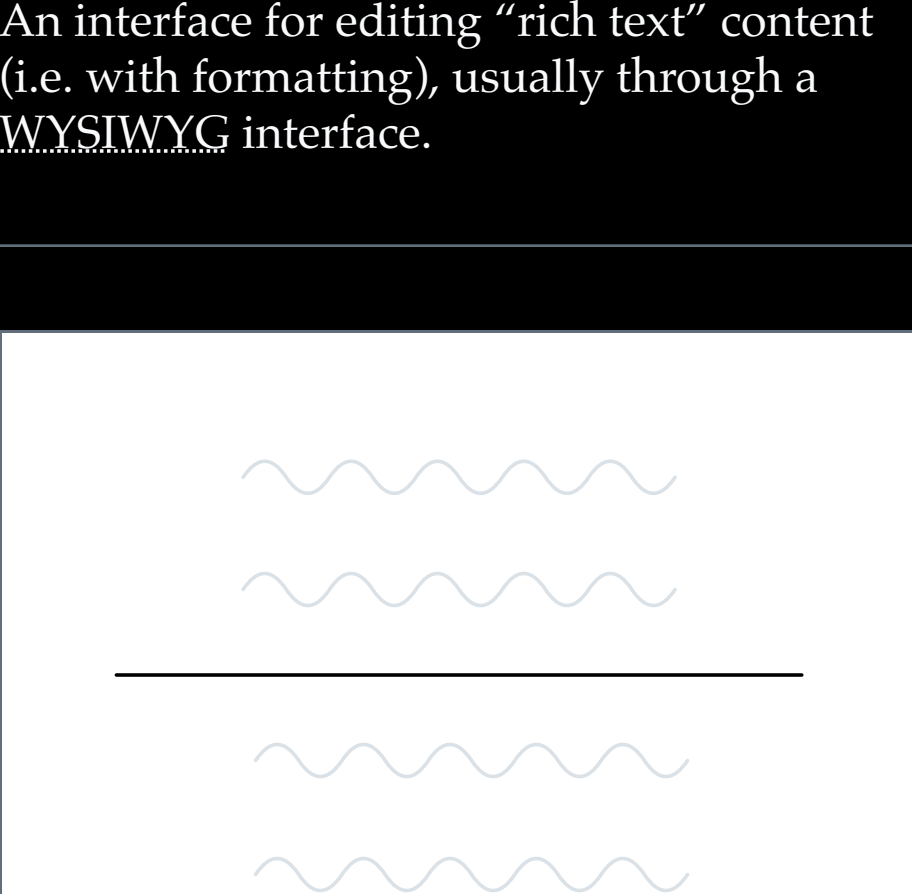 An interface for editing “rich text” content
(i.e. with formatting), usually through a
WYSIWYG interface.